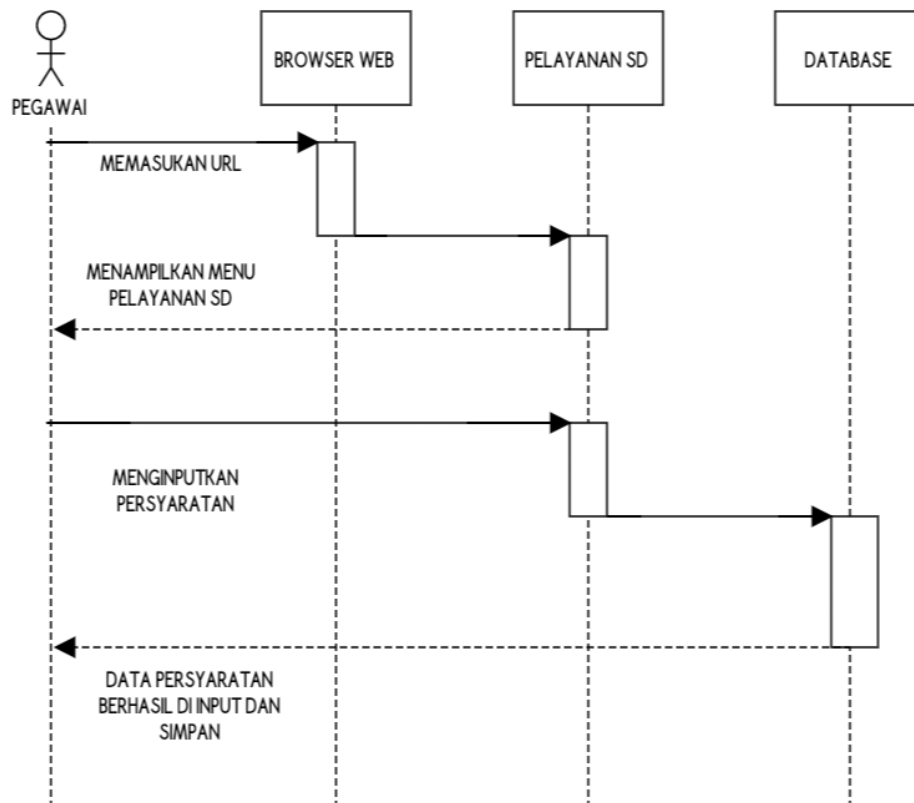 BROWSER WEB
PELAYANAN SD
DATABASE
PEGAWAI
MEMASUKAN URL
MENAMPILKAN MENU
PELAYANAN SD
MENGINPUTKAN
PERSYARATAN
DATA PERSYARATAN
BERHASIL DI INPUT DAN
SIMPAN